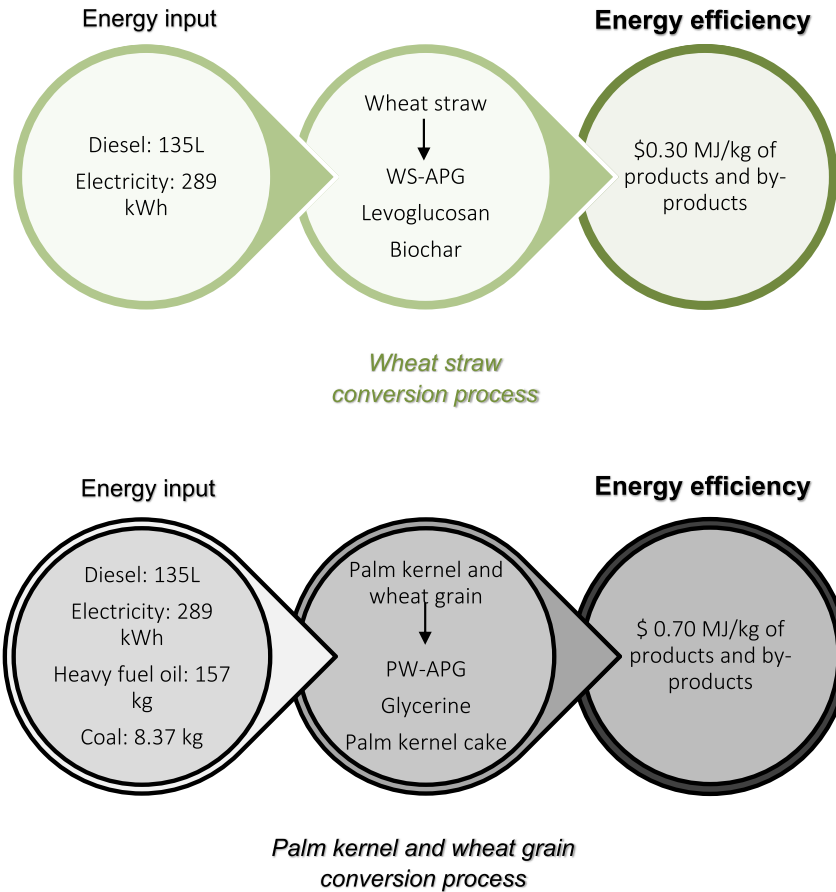 Energy input
Energy efficiency
Diesel: 135L
Electricity: 289
kWh
Wheat straw
WS-APG
Levoglucosan
Biochar
$0.30 MJ/kg of
products and by-
products
Wheat straw
conversion process
Energy input
Energy efficiency
Diesel: 135L
Electricity: 289
kWh
Heavy fuel oil: 157
kg
Coal: 8.37 kg
Palm kernel and
wheat grain
PW-APG
Glycerine
Palm kernel cake
$ 0.70 MJ/kg of
products and by-
products
Palm kernel and wheat grain
conversion process